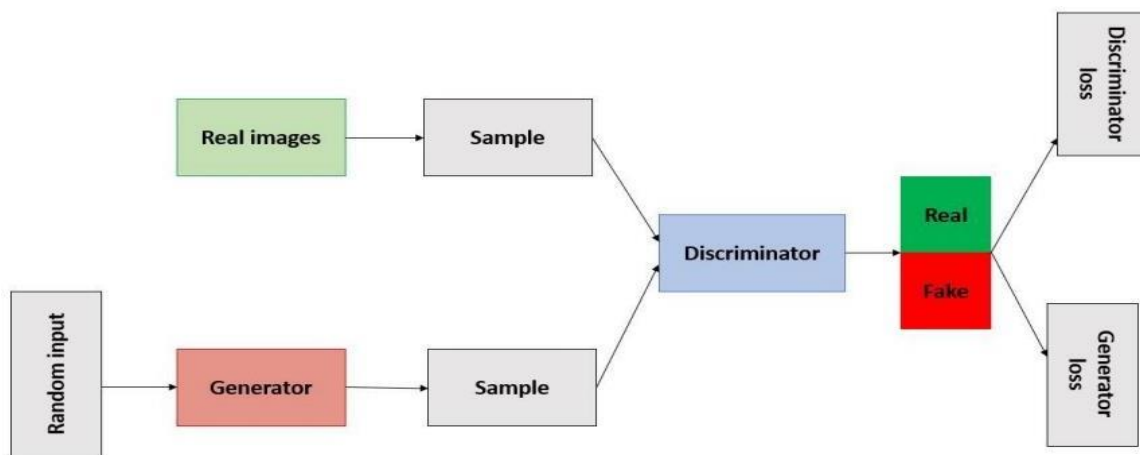 Real images
Sample
Discriminator
loss
Real
Discriminator
Fake
Random input
Generator
Sample
Generator
loss